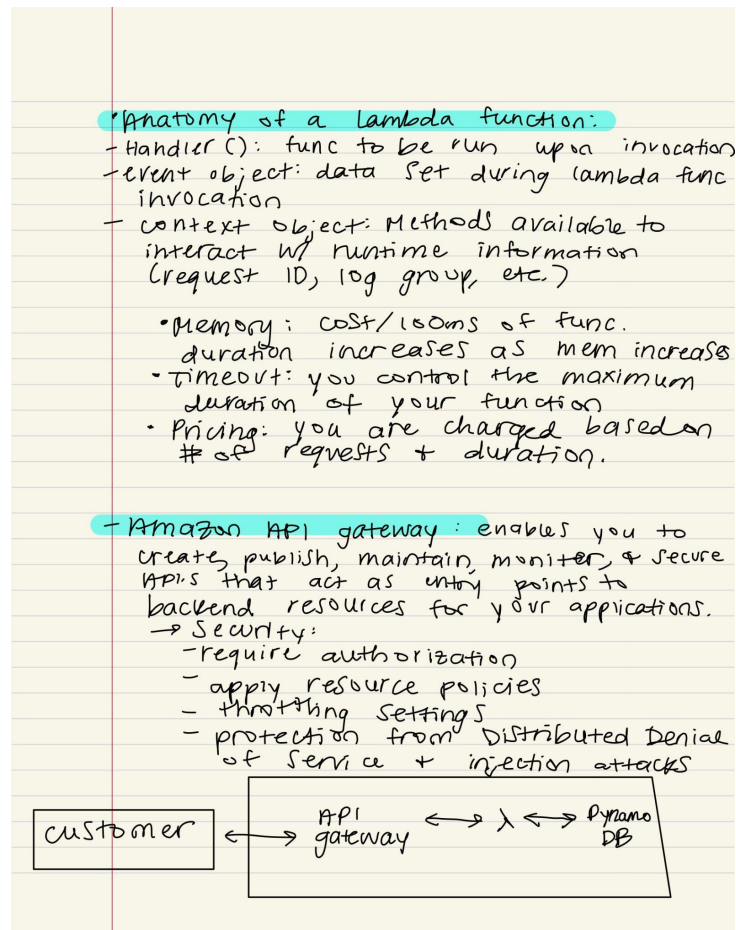 • Anatomy of a Lambda function:
- Handler(): func to be run upon invocation
- event object: data set during lambda func
invocation
- context object: Methods available to
interact w/ runtime information
(request ID, log group, etc.)
• Memory: cost/100ms of func.
duration increases as mem increases
• Timeout: you control the maximum
duration of your function
• Pricing: you are charged based on
# of requests + duration.
- Amazon API gateway: enables you to
create, publish, maintain, moniter, & secure
API's that act as entry points to
backend resources for your applications.
→ Security:
- require authorization
- apply resource policies
- throttling settings
- protection from Distributed Denial
of Service + injection attacks
customer ↔ API gateway ↔ λ ↔ Dynamo DB